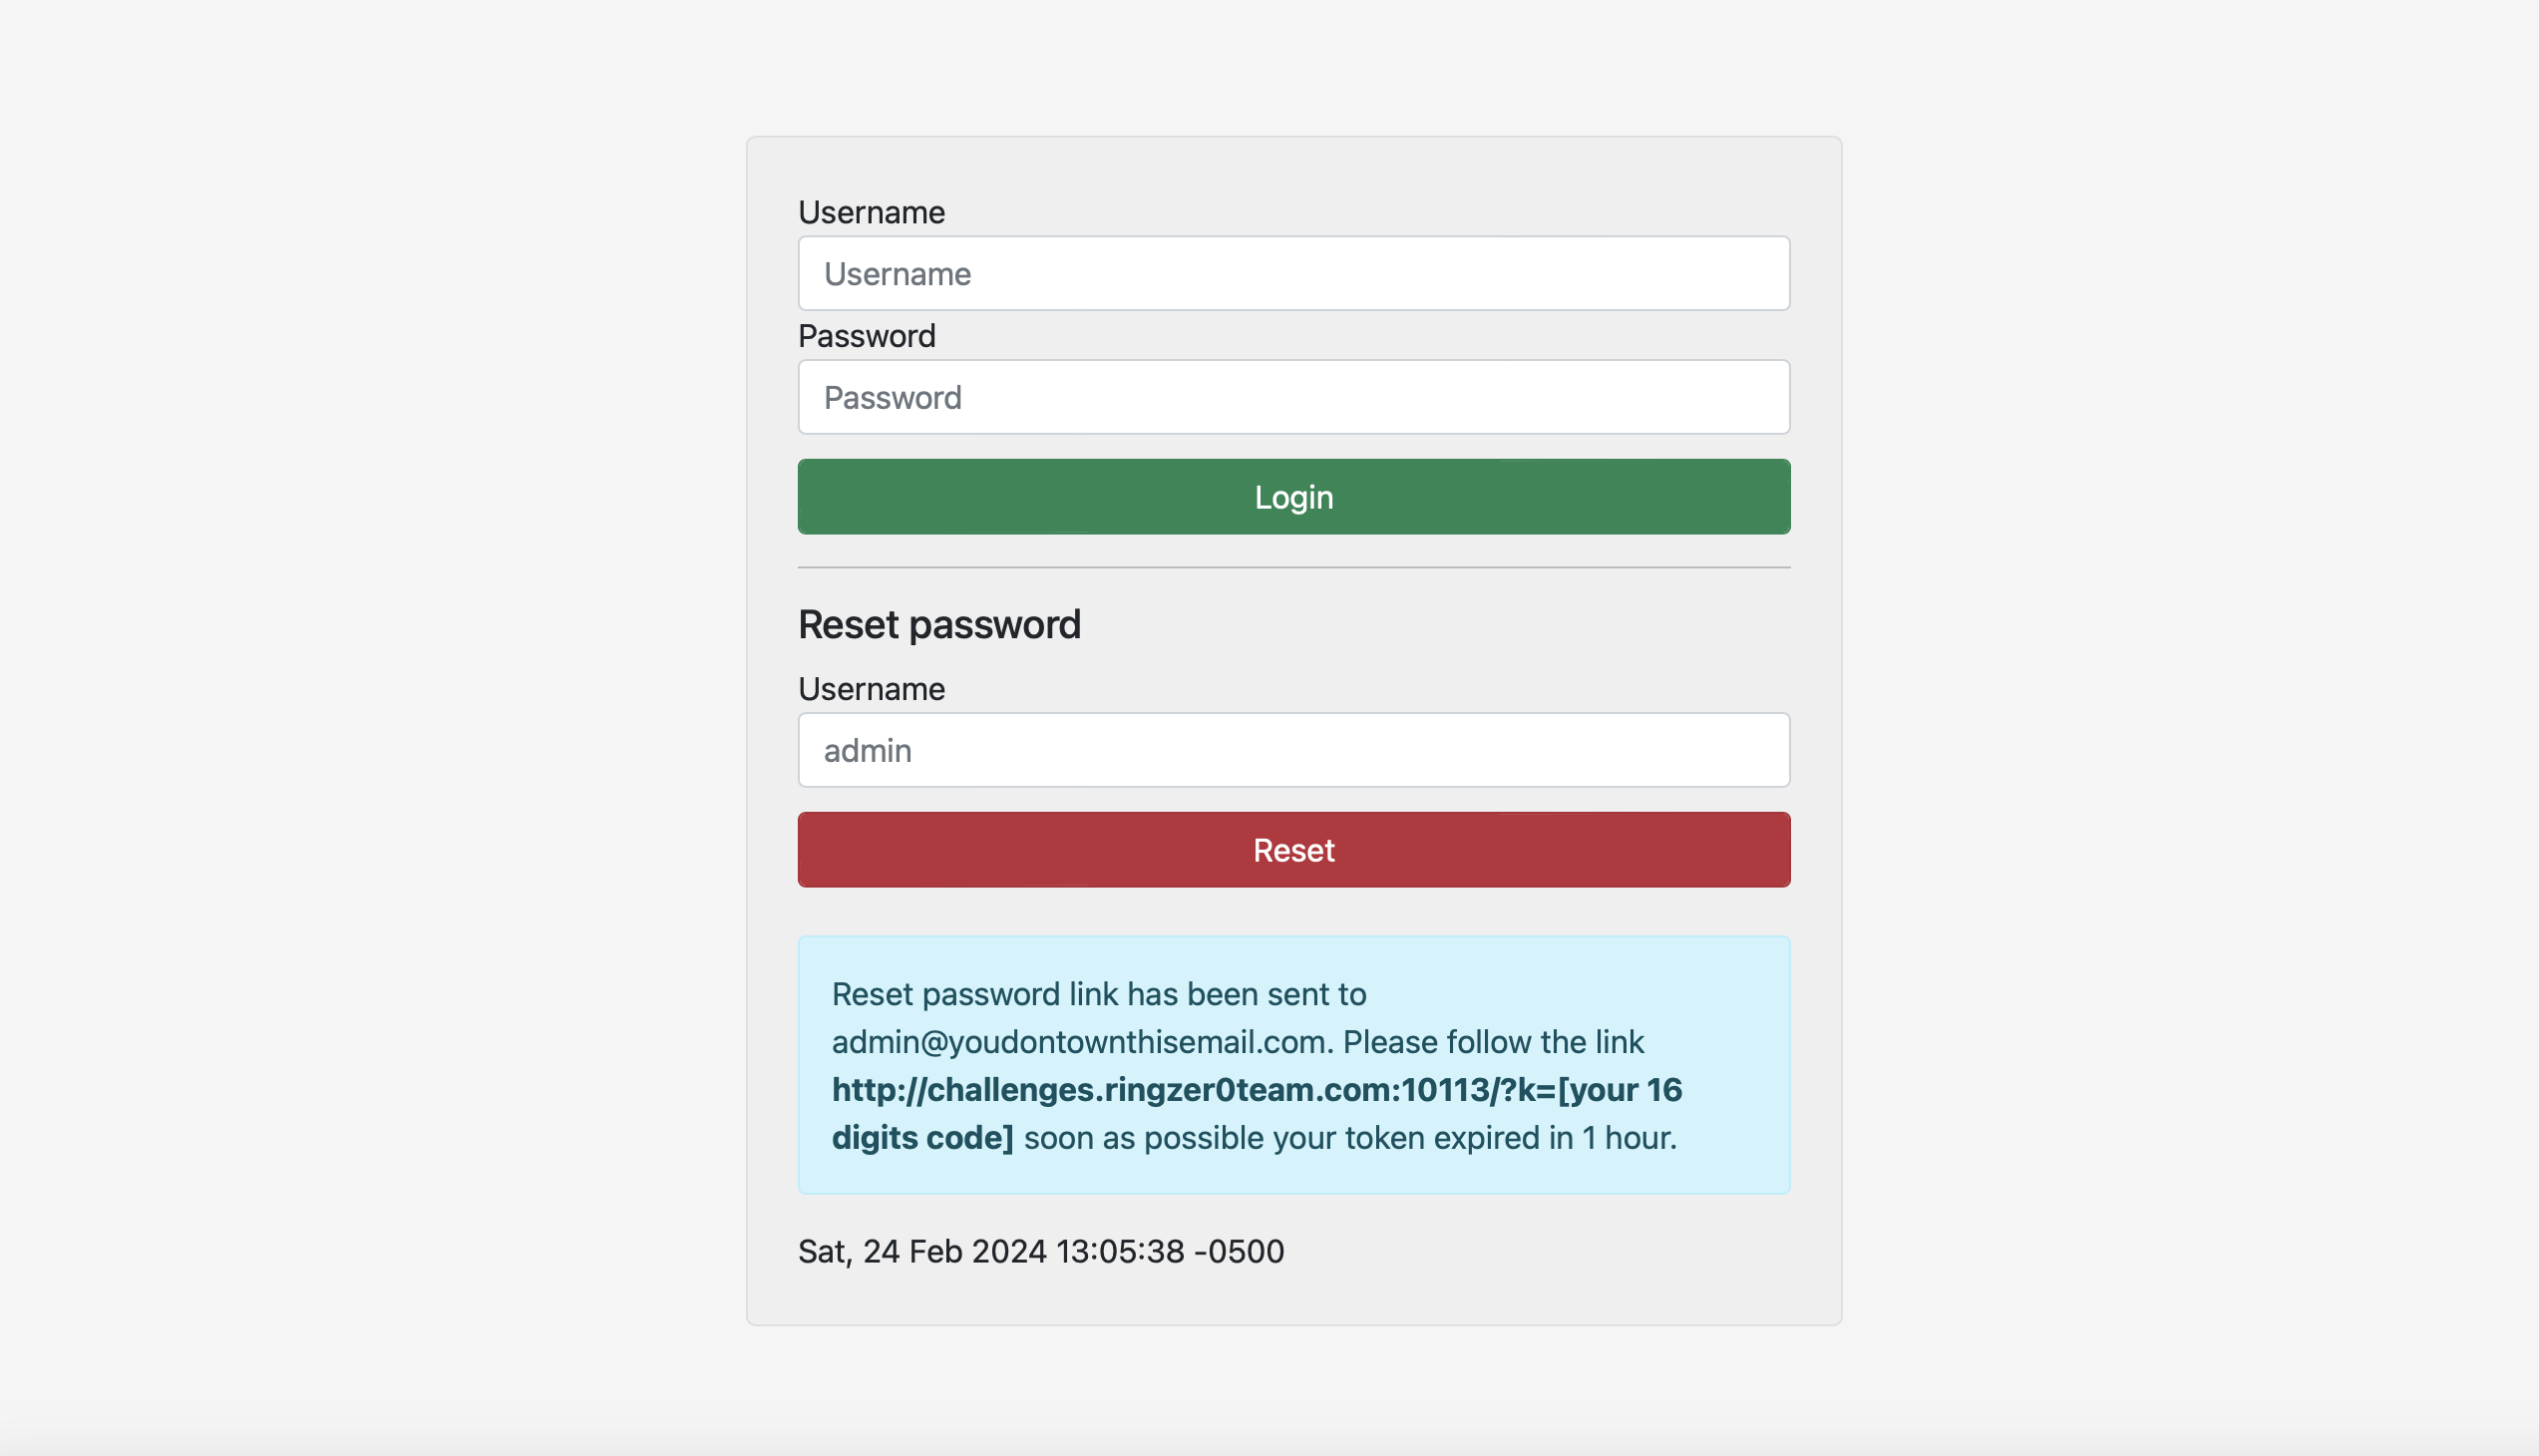 Username
Username
Password
Password
Login
Reset password
Username
admin
Reset
Reset password link has been sent to
admin@youdontownthisemail.com. Please follow the link
http://challenges.ringzer0team.com:10113/?k=[your 16
digits code] soon as possible your token expired in 1 hour.
Sat, 24 Feb 2024 13:05:38 -0500